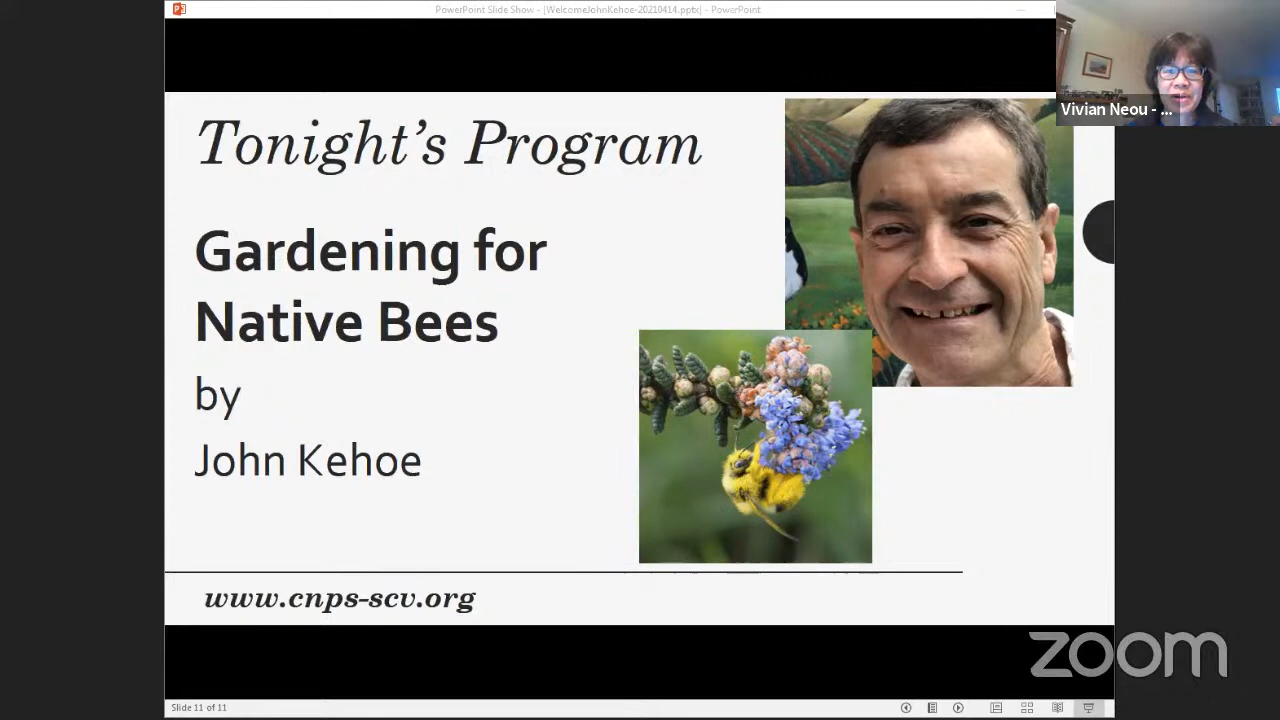 PowerPoint Slide Show - [WelcomeJohnKehoe-20210414.pptx] - PowerPoint
Vivian Neou - ...
Tonight's Program
Gardening for
Native Bees
by
John Kehoe
www.cnps-scv.org
zoom
Slide 11 of 11